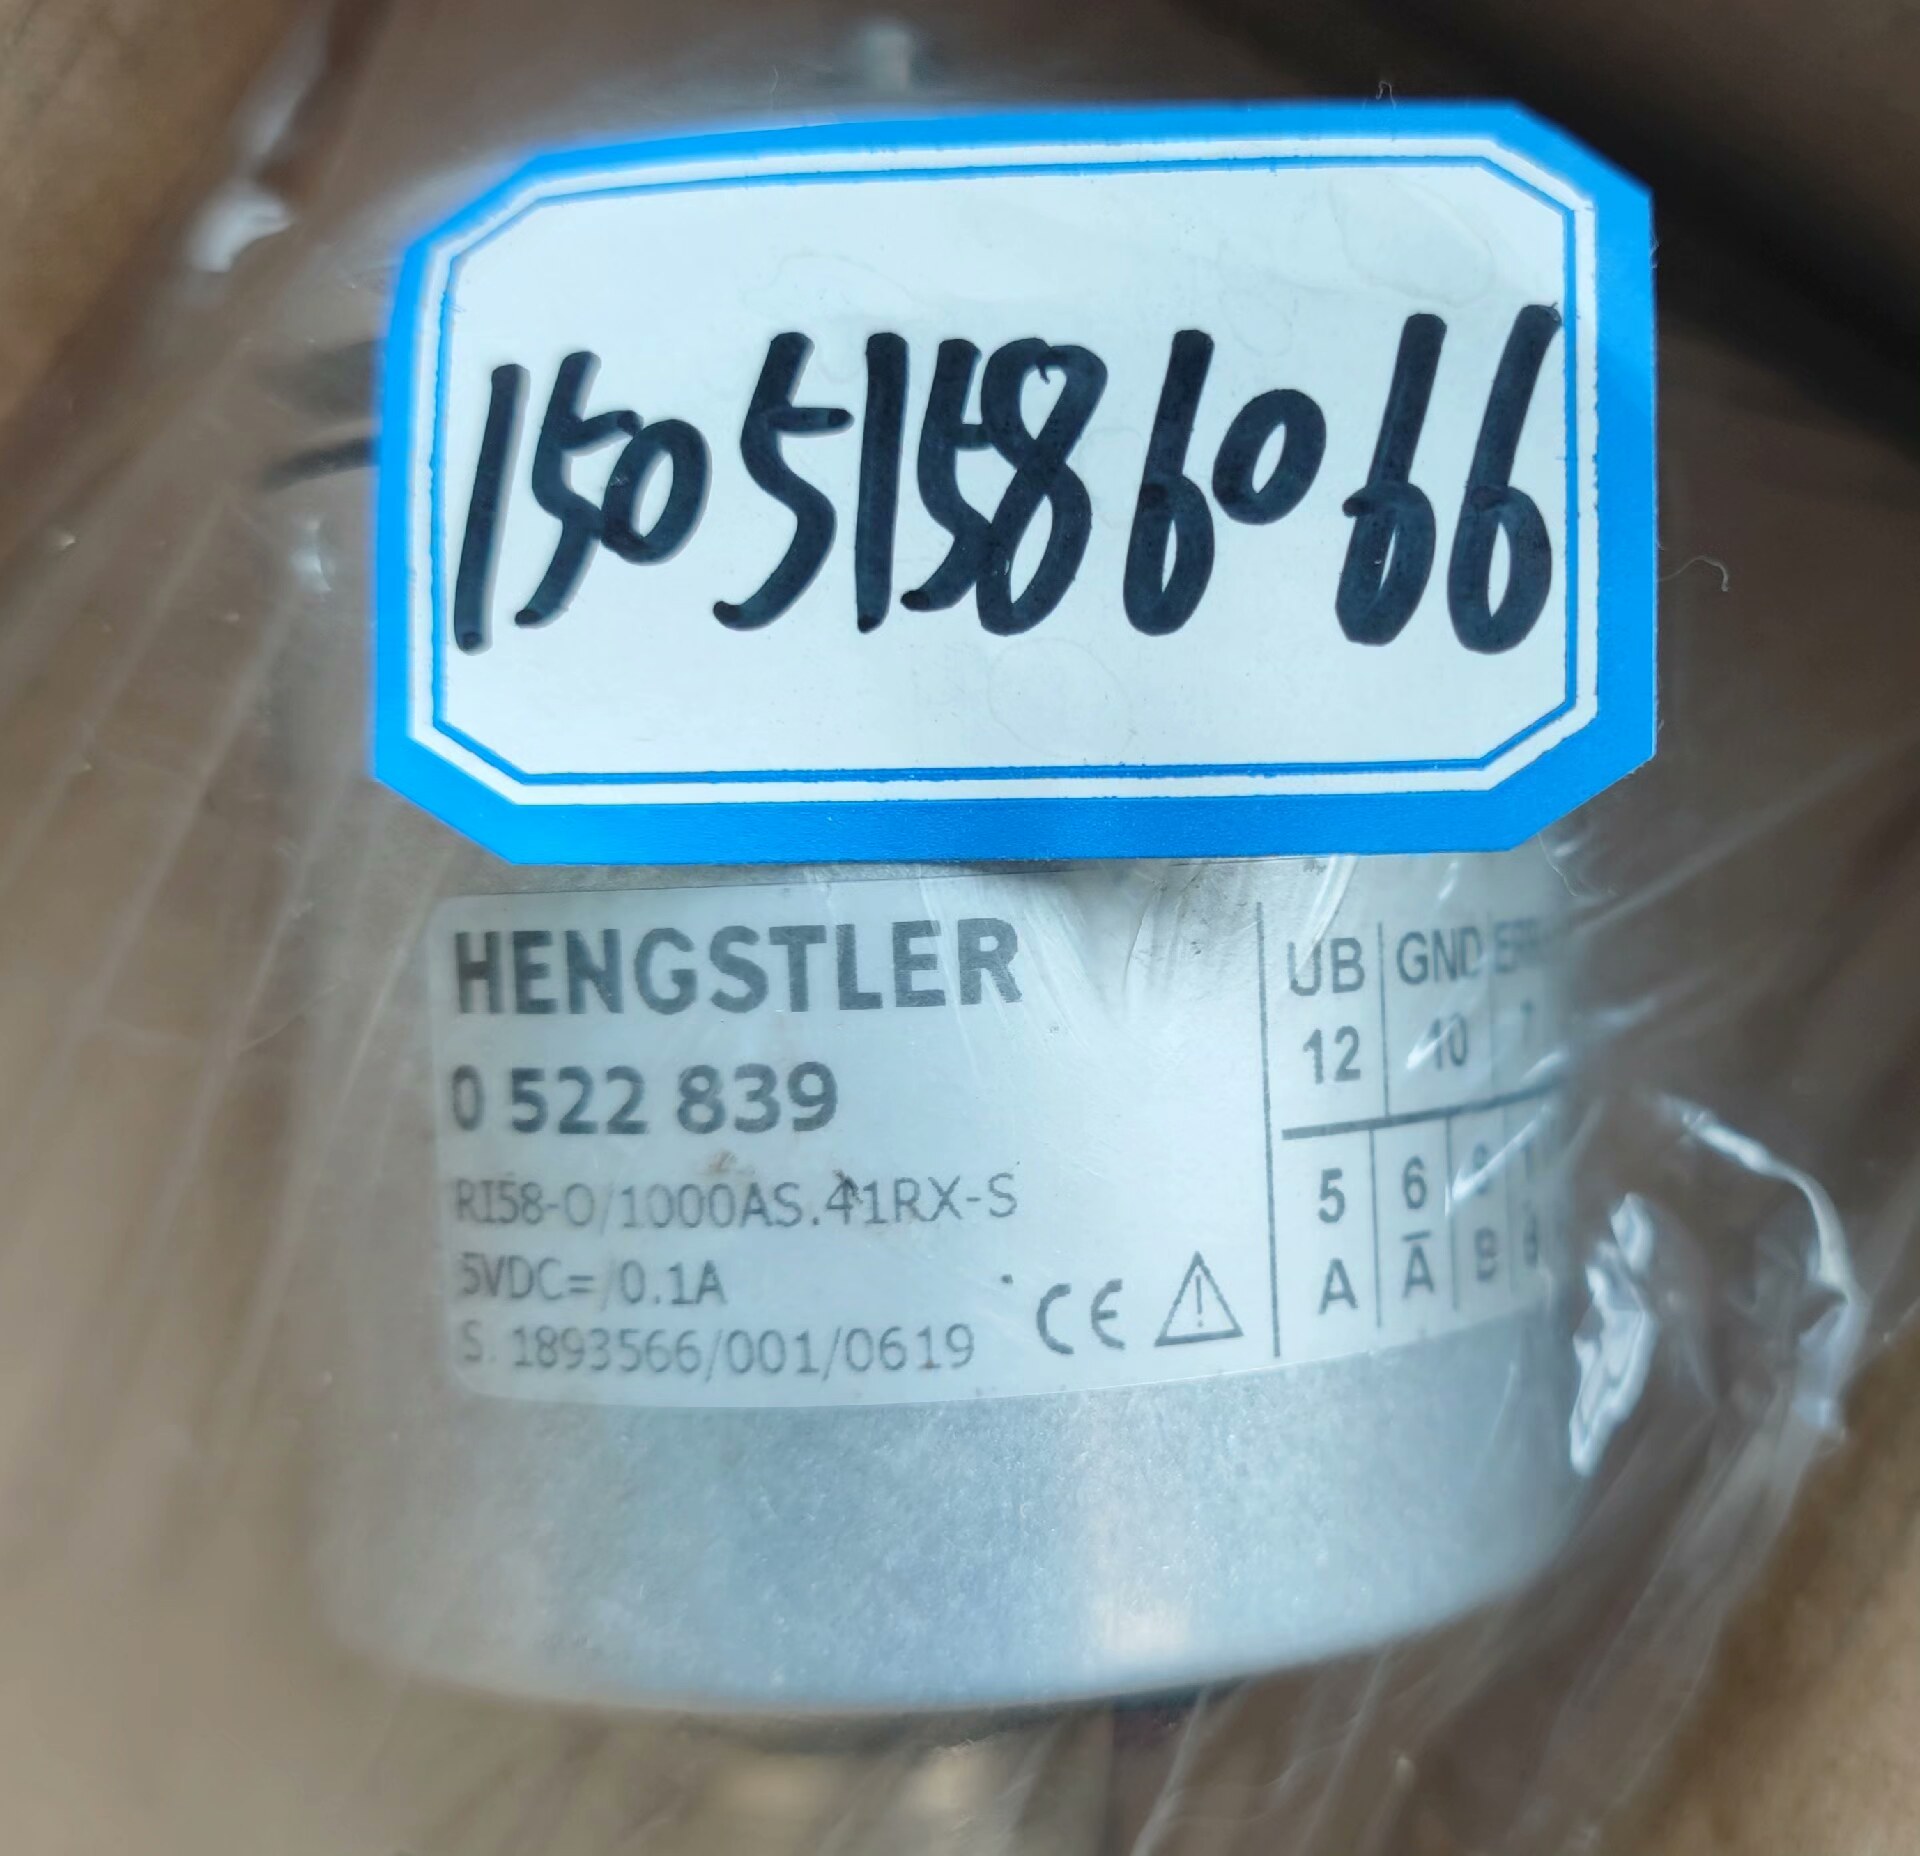 15051586066
HENGSTLER
0 522 839
RI58-O/1000AS.41RX-S
5VDC= /0.1A
S. 1893566/001/0619
CE
UB GND
12 10
5 6
A A̅ B